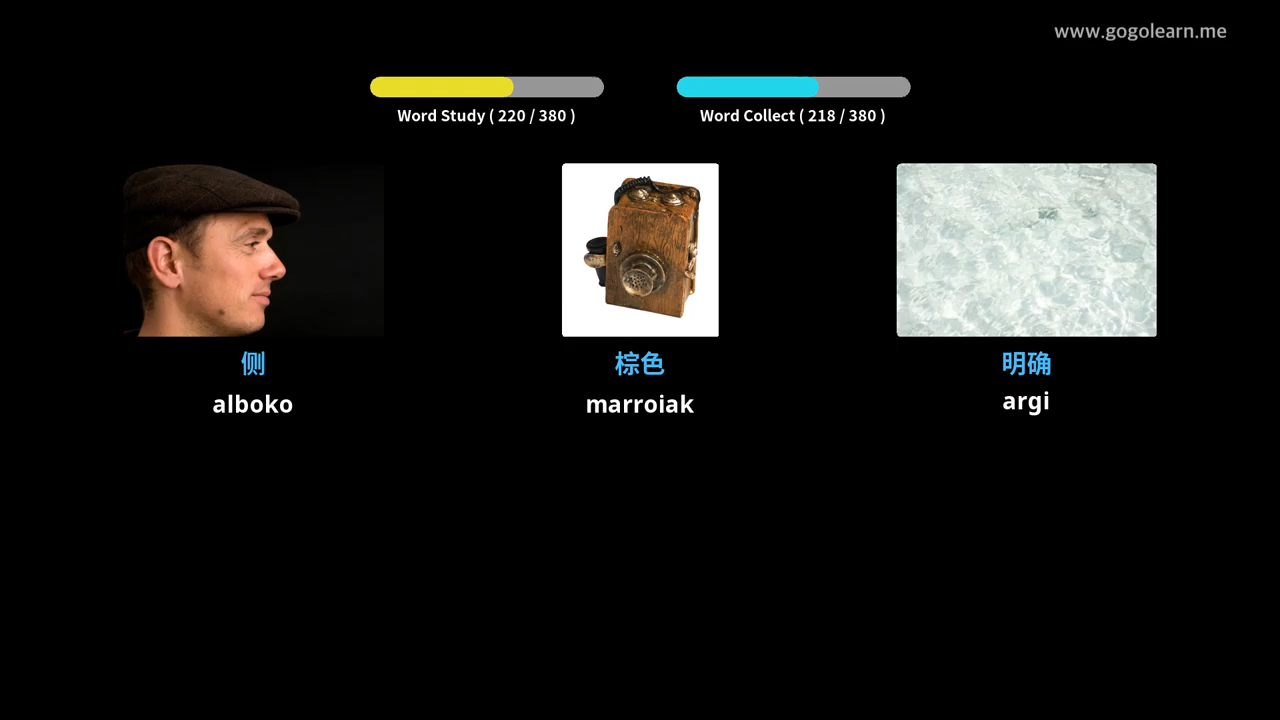 www.gogolearn.me
Word Study ( 220 / 380 )
Word Collect ( 218 / 380 )
侧
棕色
明确
alboko
marroiak
argi